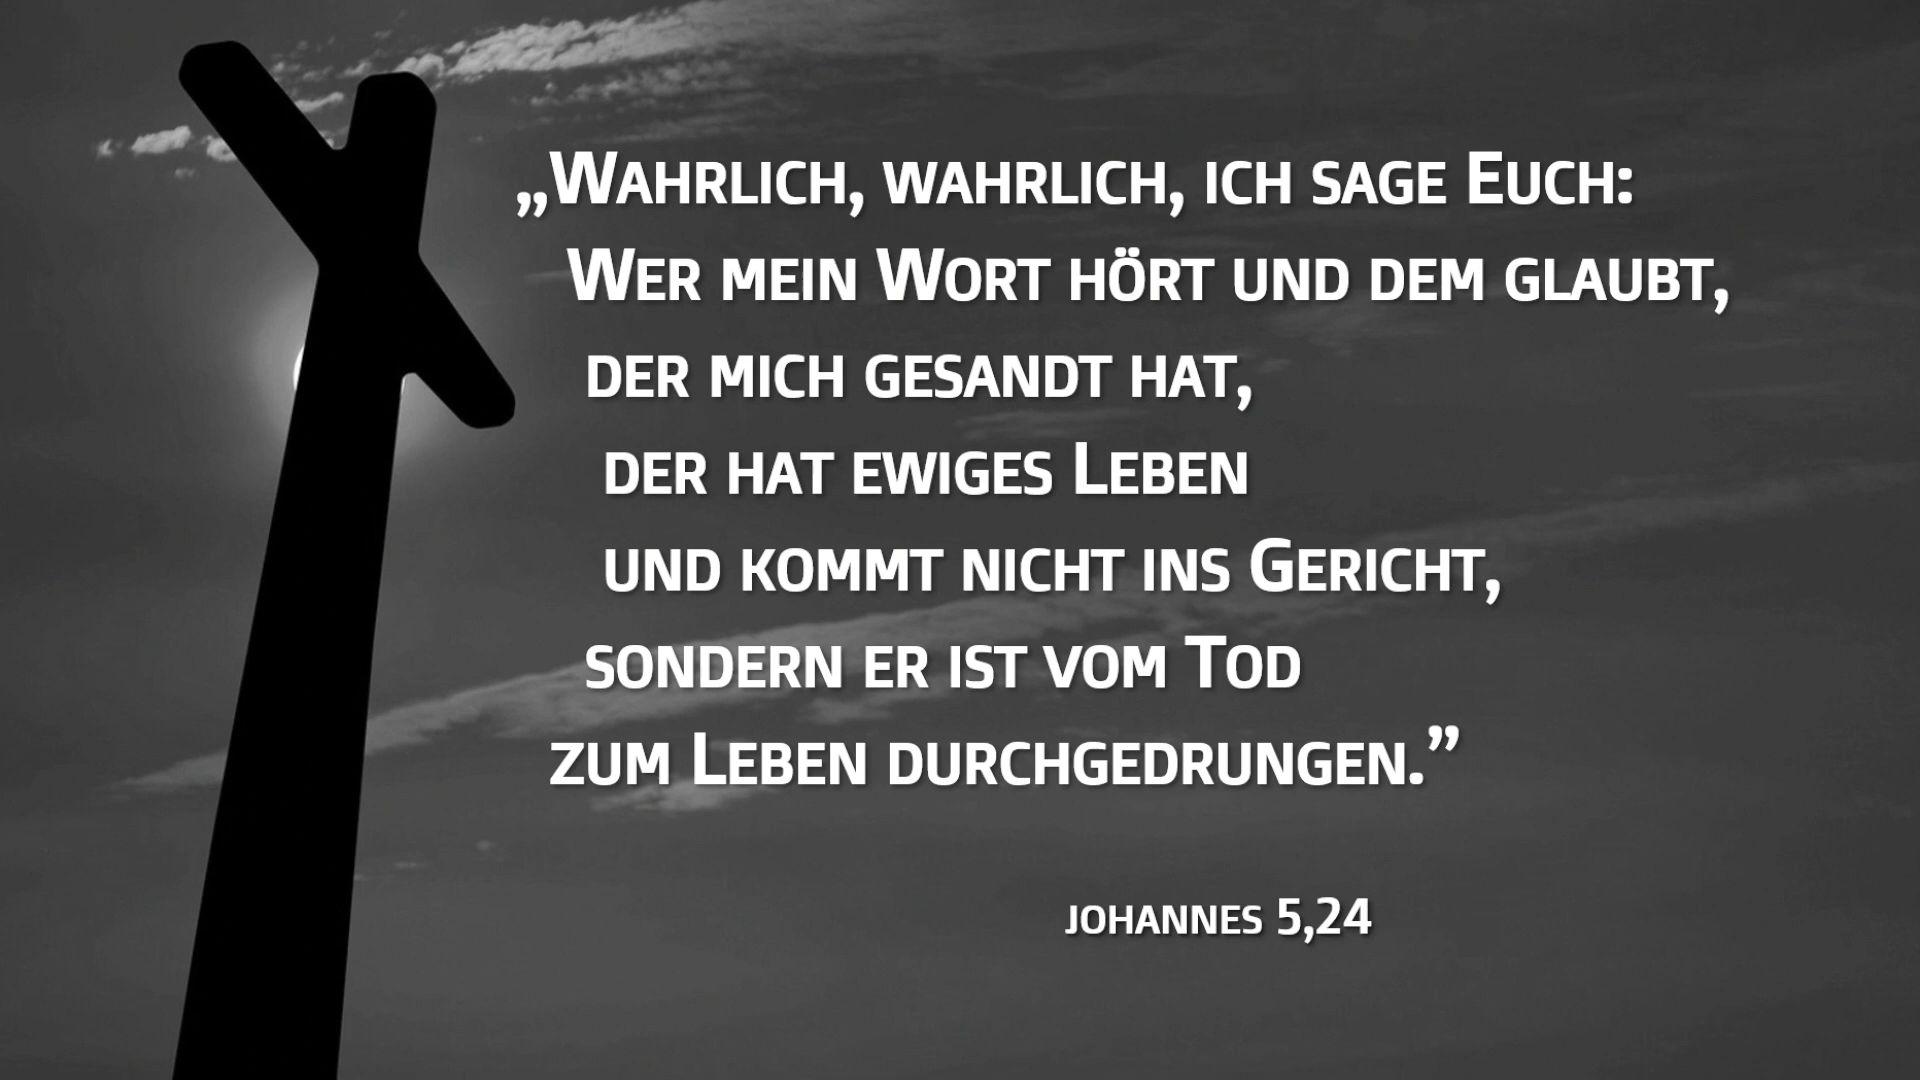 „Wahrlich, wahrlich, ich sage Euch:
Wer mein Wort hört und dem glaubt,
der mich gesandt hat,
der hat ewiges Leben
und kommt nicht ins Gericht,
sondern er ist vom Tod
zum Leben durchgedrungen.”
Johannes 5,24